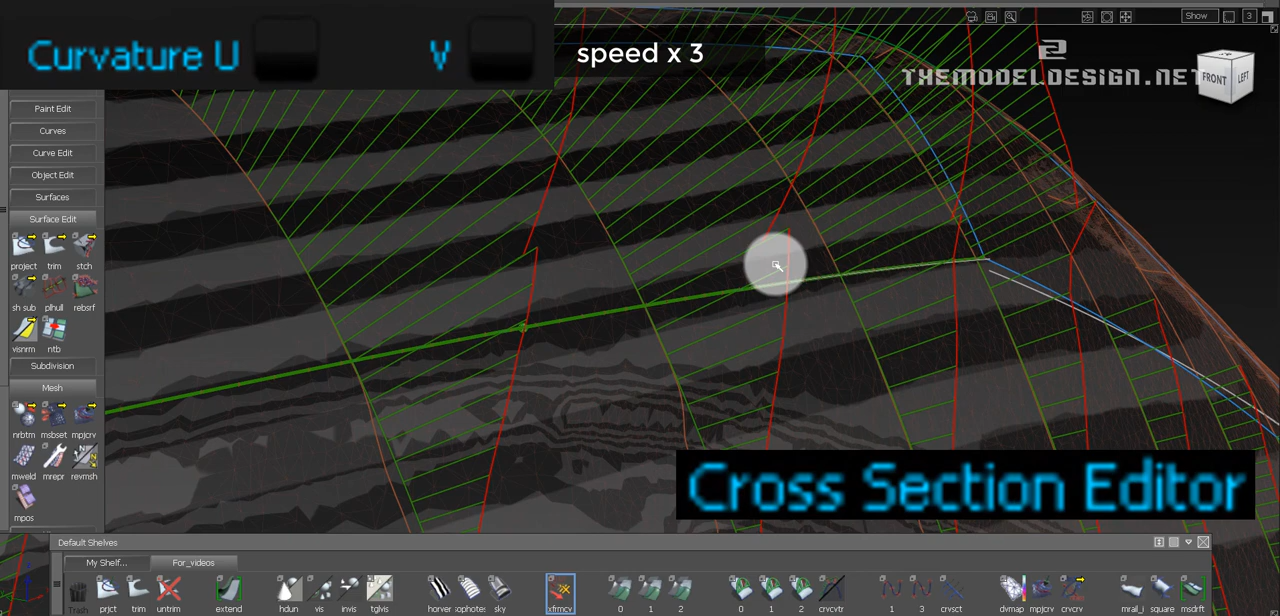 Curvature U V
speed x 3
Show
3
THEMODELDESIGN.NET
FRONT LEFT
Paint Edit
Curves
Curve Edit
Object Edit
Surfaces
Surface Edit
project trim stch
sh sub plhull rebsrf
visnrm ntb
Subdivision
Mesh
nrbtm msbset mpjcrv
mweld mrepr revmsh
mpos
Cross Section Editor
Default Shelves
My Shelf... For_videos
Trash prjct trim untrim extend hdun vis invis tglvis horver sophotes sky xfrmcv 0 1 2 0 1 2 crvcvtr 1 3 crvsct dvmap mpjcrv crvcrv mrail_i square msdrft